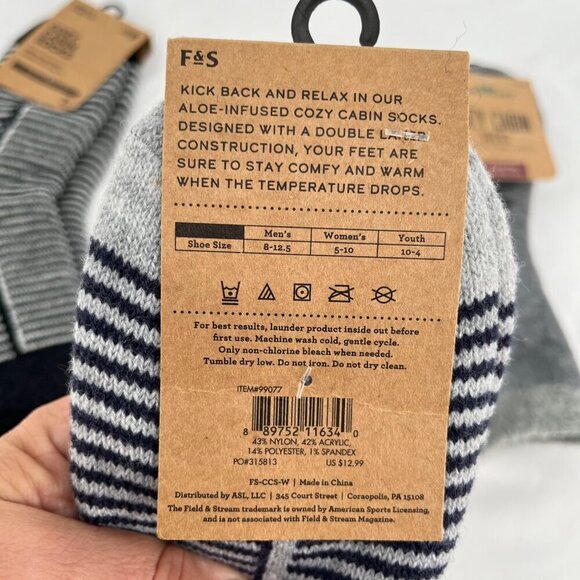 F&S
KICK BACK AND RELAX IN OUR
ALOE-INFUSED COZY CABIN SOCKS.
DESIGNED WITH A DOUBLE LAYER
CONSTRUCTION, YOUR FEET ARE
SURE TO STAY COMFY AND WARM
WHEN THE TEMPERATURE DROPS.
Men's Women's Youth
Shoe Size 8-12.5 5-10 10-4
For best results, launder product inside out before
first use. Machine wash cold, gentle cycle.
Only non-chlorine bleach when needed.
Tumble dry low. Do not iron. Do not dry clean.
ITEM#99077
8 89752 11634 0
43% NYLON, 42% ACRYLIC,
14% POLYESTER, 1% SPANDEX
PO#315813 US $12.99
FS-CCS-W | Made in China
Distributed by ASL, LLC | 345 Court Street | Coraopolis, PA 15108
The Field & Stream trademark is owned by American Sports Licensing,
and is not associated with Field & Stream Magazine.
CABIN